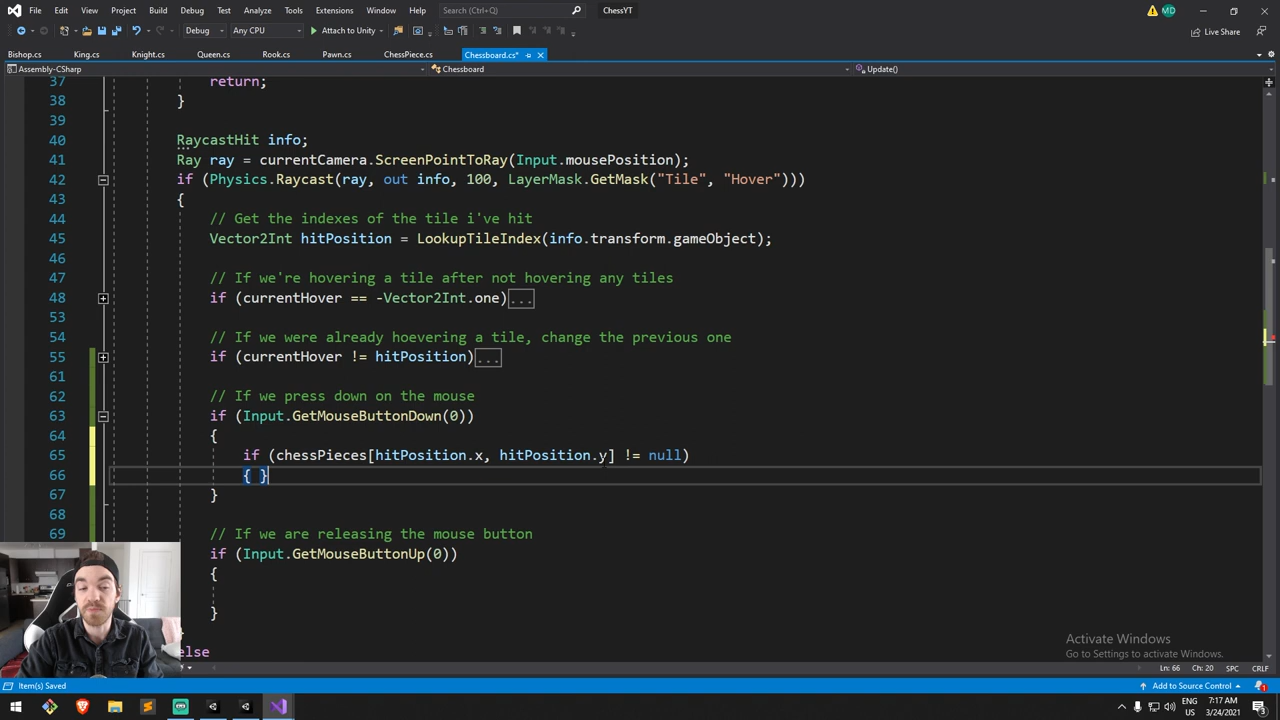 File Edit View Git Project Build Debug Test Analyze Tools Extensions Window Help Search (Ctrl+Q) ChessYT MD
Debug Any CPU Attach to Unity Live Share
Bishop.cs King.cs Knight.cs Queen.cs Rook.cs Pawn.cs ChessPiece.cs Chessboard.cs*
Assembly-CSharp Chessboard Update()
37 return;
38 }
39
40 RaycastHit info;
41 Ray ray = currentCamera.ScreenPointToRay(Input.mousePosition);
42 if (Physics.Raycast(ray, out info, 100, LayerMask.GetMask("Tile", "Hover")))
43 {
44 // Get the indexes of the tile i've hit
45 Vector2Int hitPosition = LookupTileIndex(info.transform.gameObject);
46
47 // If we're hovering a tile after not hovering any tiles
48 if (currentHover == -Vector2Int.one)...
53
54 // If we were already hoevering a tile, change the previous one
55 if (currentHover != hitPosition)...
61
62 // If we press down on the mouse
63 if (Input.GetMouseButtonDown(0))
64 {
65 if (chessPieces[hitPosition.x, hitPosition.y] != null)
66 { }
67 }
68
69 // If we are releasing the mouse button
if (Input.GetMouseButtonUp(0))
{
}
else
Activate Windows
Go to Settings to activate Windows.
Ln: 66 Ch: 20 SPC CRLF
Item(s) Saved Add to Source Control 1
ENG 7:17 AM
US 3/24/2021 3